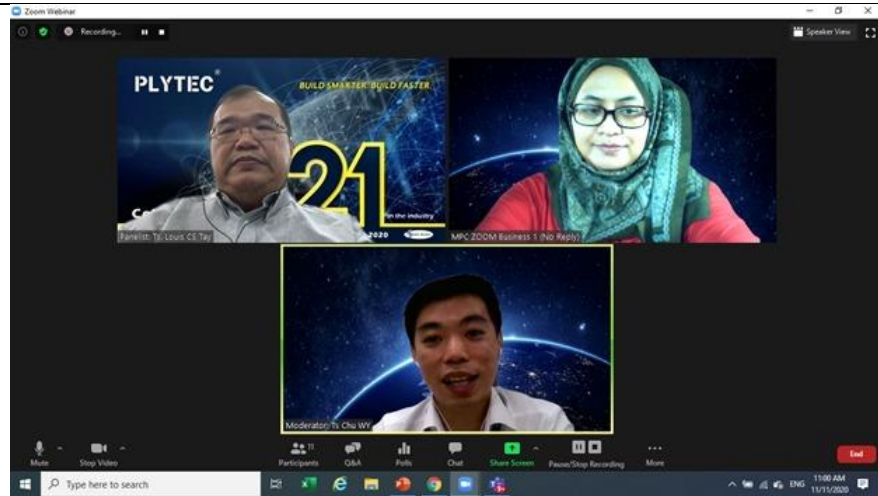 Zoom Webinar
Recording...
Speaker View
PLYTEC®
BUILD SMARTER. BUILD FASTER.
21
in the industry
2020
Panelist: Ts. Louis CS Tay
MPC ZOOM Business 1 (No Reply)
Moderator: Ts Chu WY
Mute
Stop Video
11
Participants
Q&A
Polls
Chat
Share Screen
Pause/Stop Recording
More
End
Type here to search
ENG
11:00 AM
11/11/2020